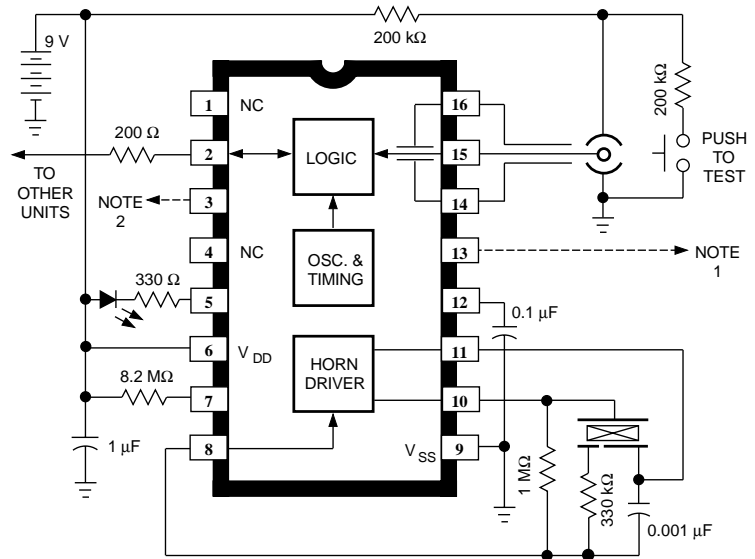 9 V
200 kΩ
200 kΩ
PUSH
TO
TEST
200 Ω
TO
OTHER
UNITS
NOTE
2
330 Ω
8.2 MΩ
1 µF
1
NC
2
3
4
NC
5
6
V DD
7
8
LOGIC
OSC. &
TIMING
HORN
DRIVER
16
15
14
13
12
11
10
9
V SS
NOTE
1
0.1 µF
1 MΩ
330 kΩ
0.001 µF